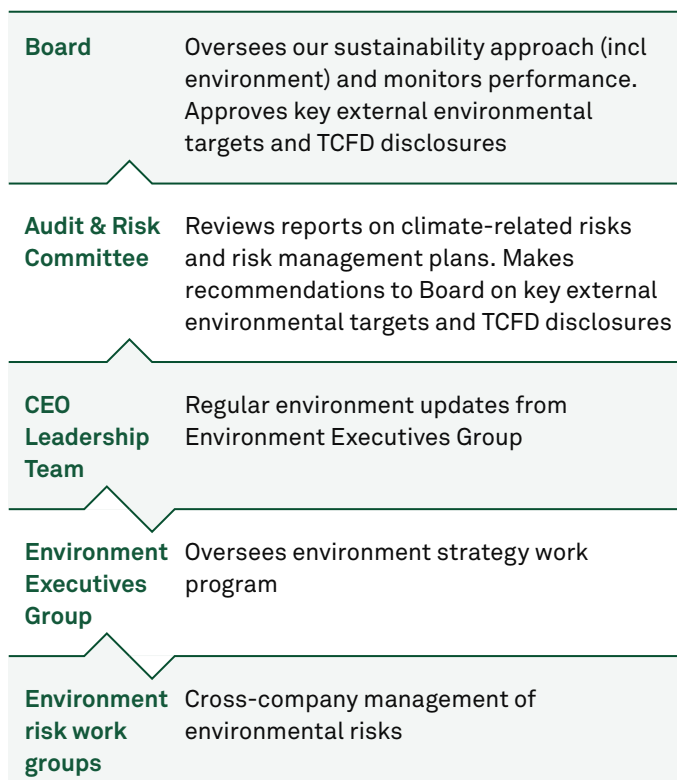 Board
Oversees our sustainability approach (incl
environment) and monitors performance.
Approves key external environmental
targets and TCFD disclosures
Audit & Risk
Committee
Reviews reports on climate-related risks
and risk management plans. Makes
recommendations to Board on key external
environmental targets and TCFD disclosures
CEO
Leadership
Team
Regular environment updates from
Environment Executives Group
Environment
Executives
Group
Oversees environment strategy work
program
Environment
risk work
groups
Cross-company management of
environmental risks